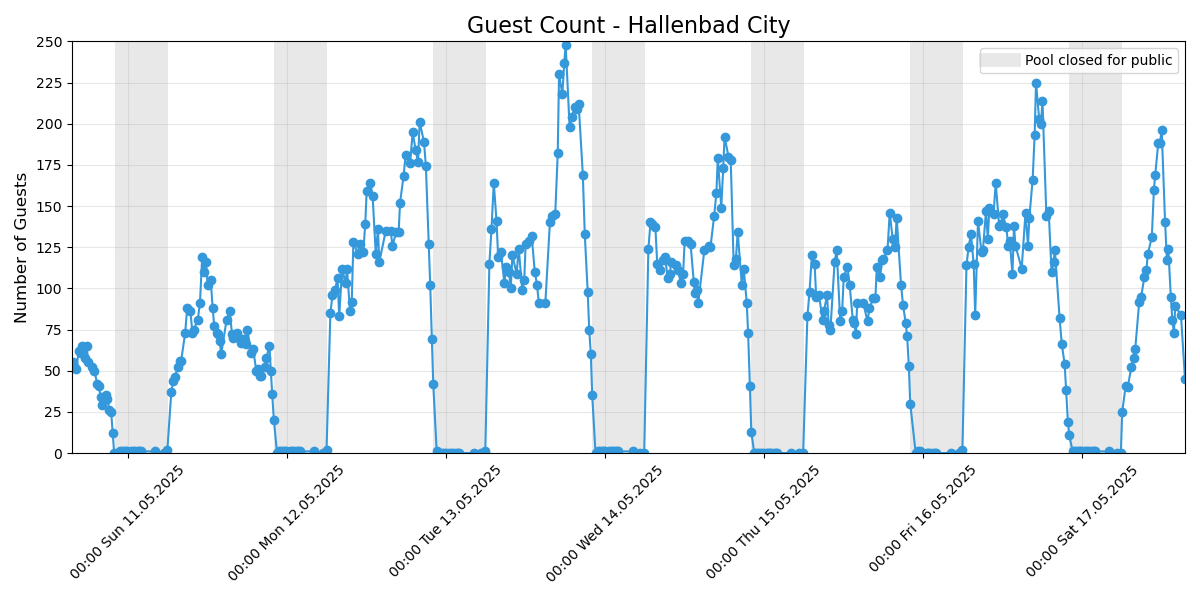 Guest Count - Hallenbad City
Pool closed for public
Number of Guests
250
225
200
175
150
125
100
75
50
25
0
00:00 Sun 11.05.2025
00:00 Mon 12.05.2025
00:00 Tue 13.05.2025
00:00 Wed 14.05.2025
00:00 Thu 15.05.2025
00:00 Fri 16.05.2025
00:00 Sat 17.05.2025